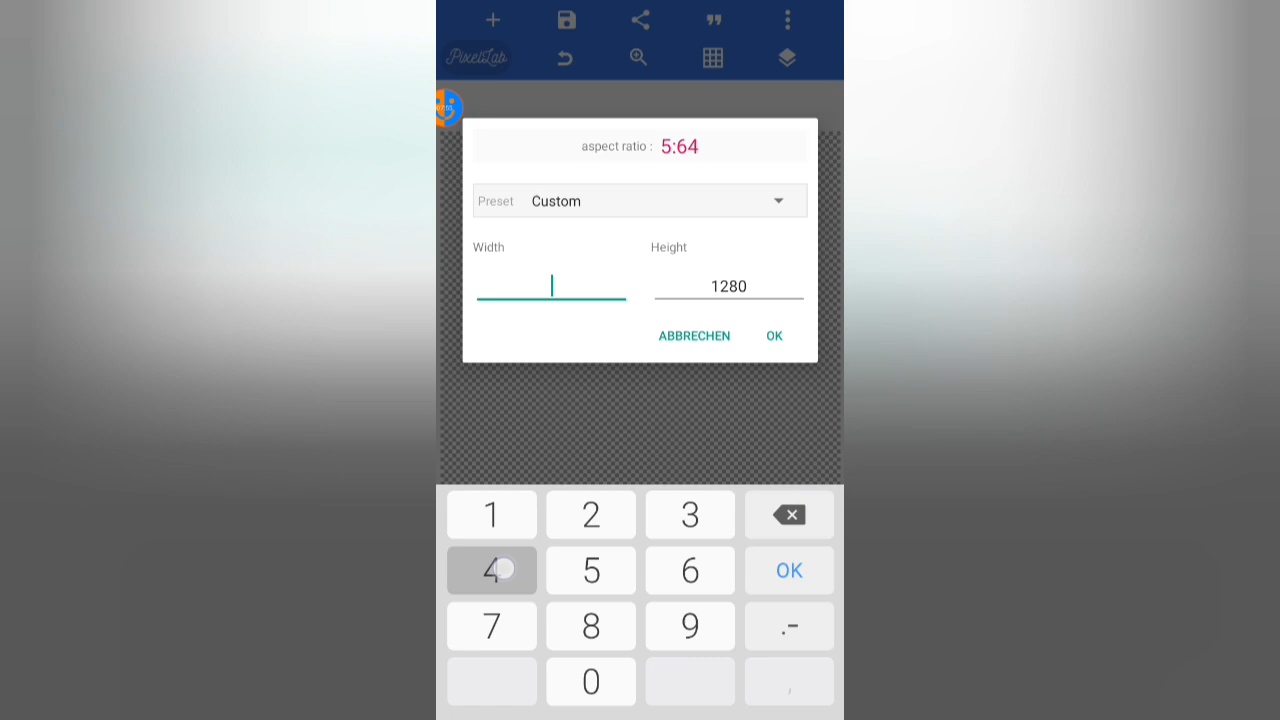 PixelLab
aspect ratio : 5:64
Preset Custom
Width Height
1280
ABBRECHEN OK
1 2 3
4 5 6 OK
7 8 9 .-
0 ,